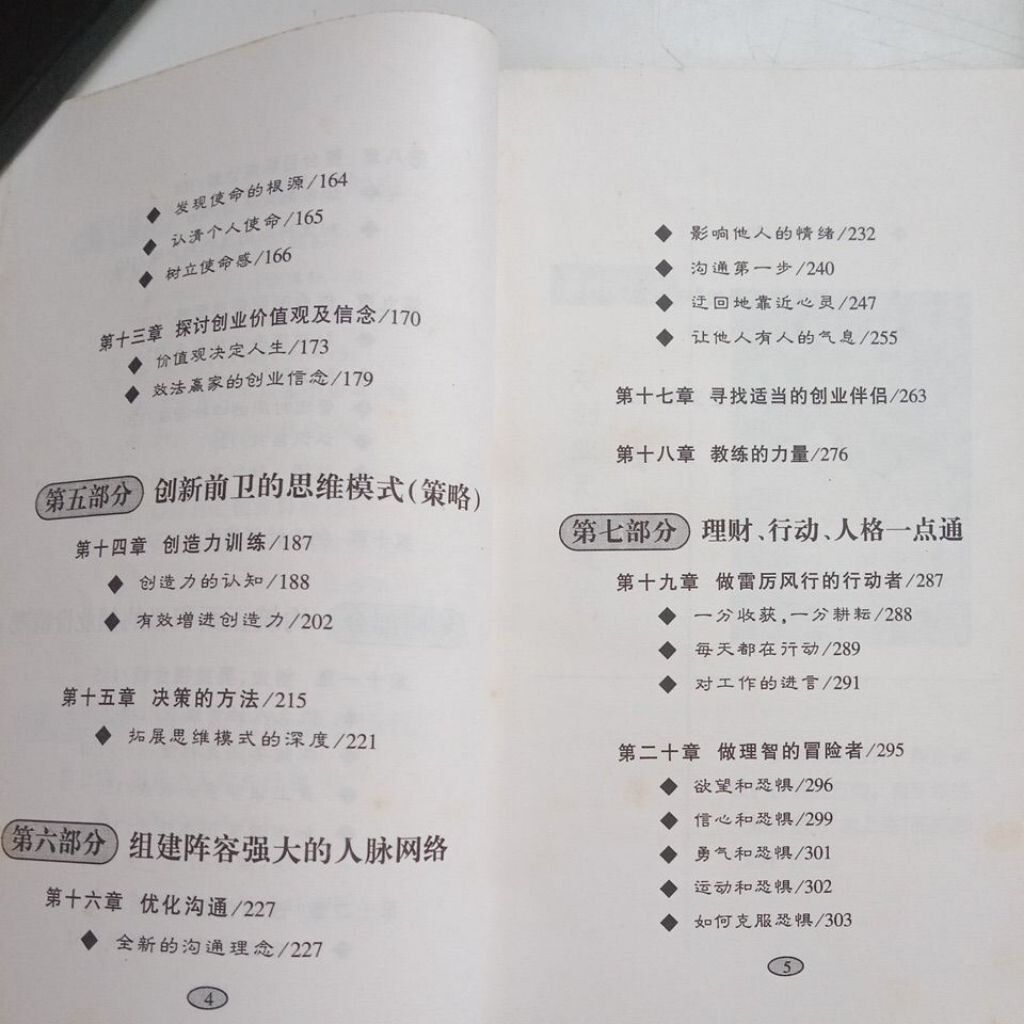 ◆ 发现使命的根源/164
◆ 认清个人使命/165
◆ 树立使命感/166
第十三章 探讨创业价值观及信念/170
◆ 价值观决定人生/173
◆ 效法赢家的创业信念/179
第五部分 创新前卫的思维模式(策略)
第十四章 创造力训练/187
◆ 创造力的认知/188
◆ 有效增进创造力/202
第十五章 决策的方法/215
◆ 拓展思维模式的深度/221
第六部分 组建阵容强大的人脉网络
第十六章 优化沟通/227
◆ 全新的沟通理念/227
4
◆ 影响他人的情绪/232
◆ 沟通第一步/240
◆ 迂回地靠近心灵/247
◆ 让他人有人的气息/255
第十七章 寻找适当的创业伴侣/263
第十八章 教练的力量/276
第七部分 理财、行动、人格一点通
第十九章 做雷厉风行的行动者/287
◆ 一分收获,一分耕耘/288
◆ 每天都在行动/289
◆ 对工作的进言/291
第二十章 做理智的冒险者/295
◆ 欲望和恐惧/296
◆ 信心和恐惧/299
◆ 勇气和恐惧/301
◆ 运动和恐惧/302
◆ 如何克服恐惧/303
5